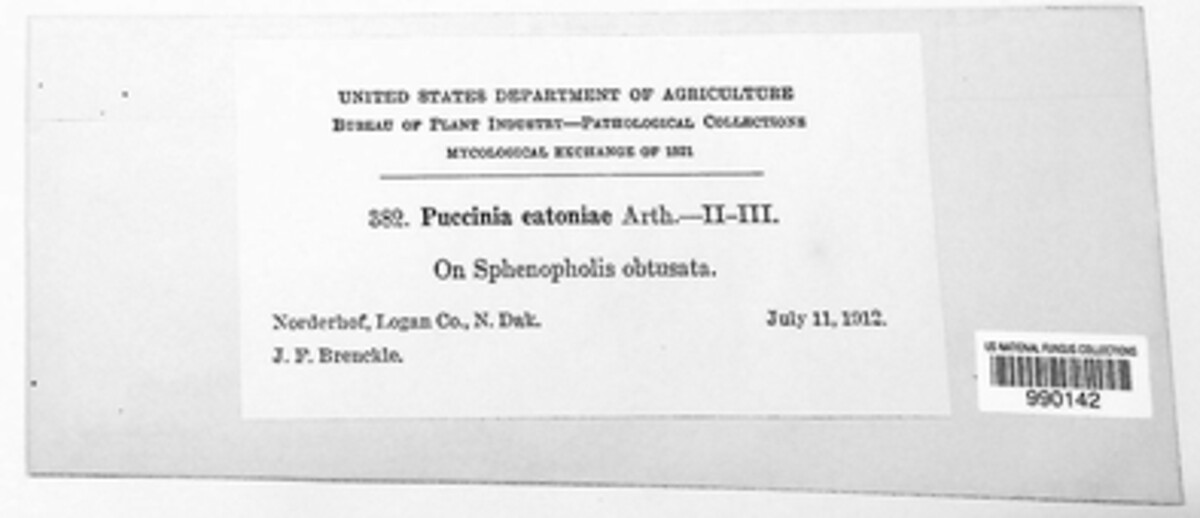 UNITED STATES DEPARTMENT OF AGRICULTURE
BUREAU OF PLANT INDUSTRY—PATHOLOGICAL COLLECTIONS
MYCOLOGICAL EXCHANGE OF 1921
382. Puccinia eatoniae Arth.—II–III.
On Sphenopholis obtusata.
Norderhof, Logan Co., N. Dak.
July 11, 1912.
J. F. Brenckle.
US NATIONAL FUNGUS COLLECTIONS
990142